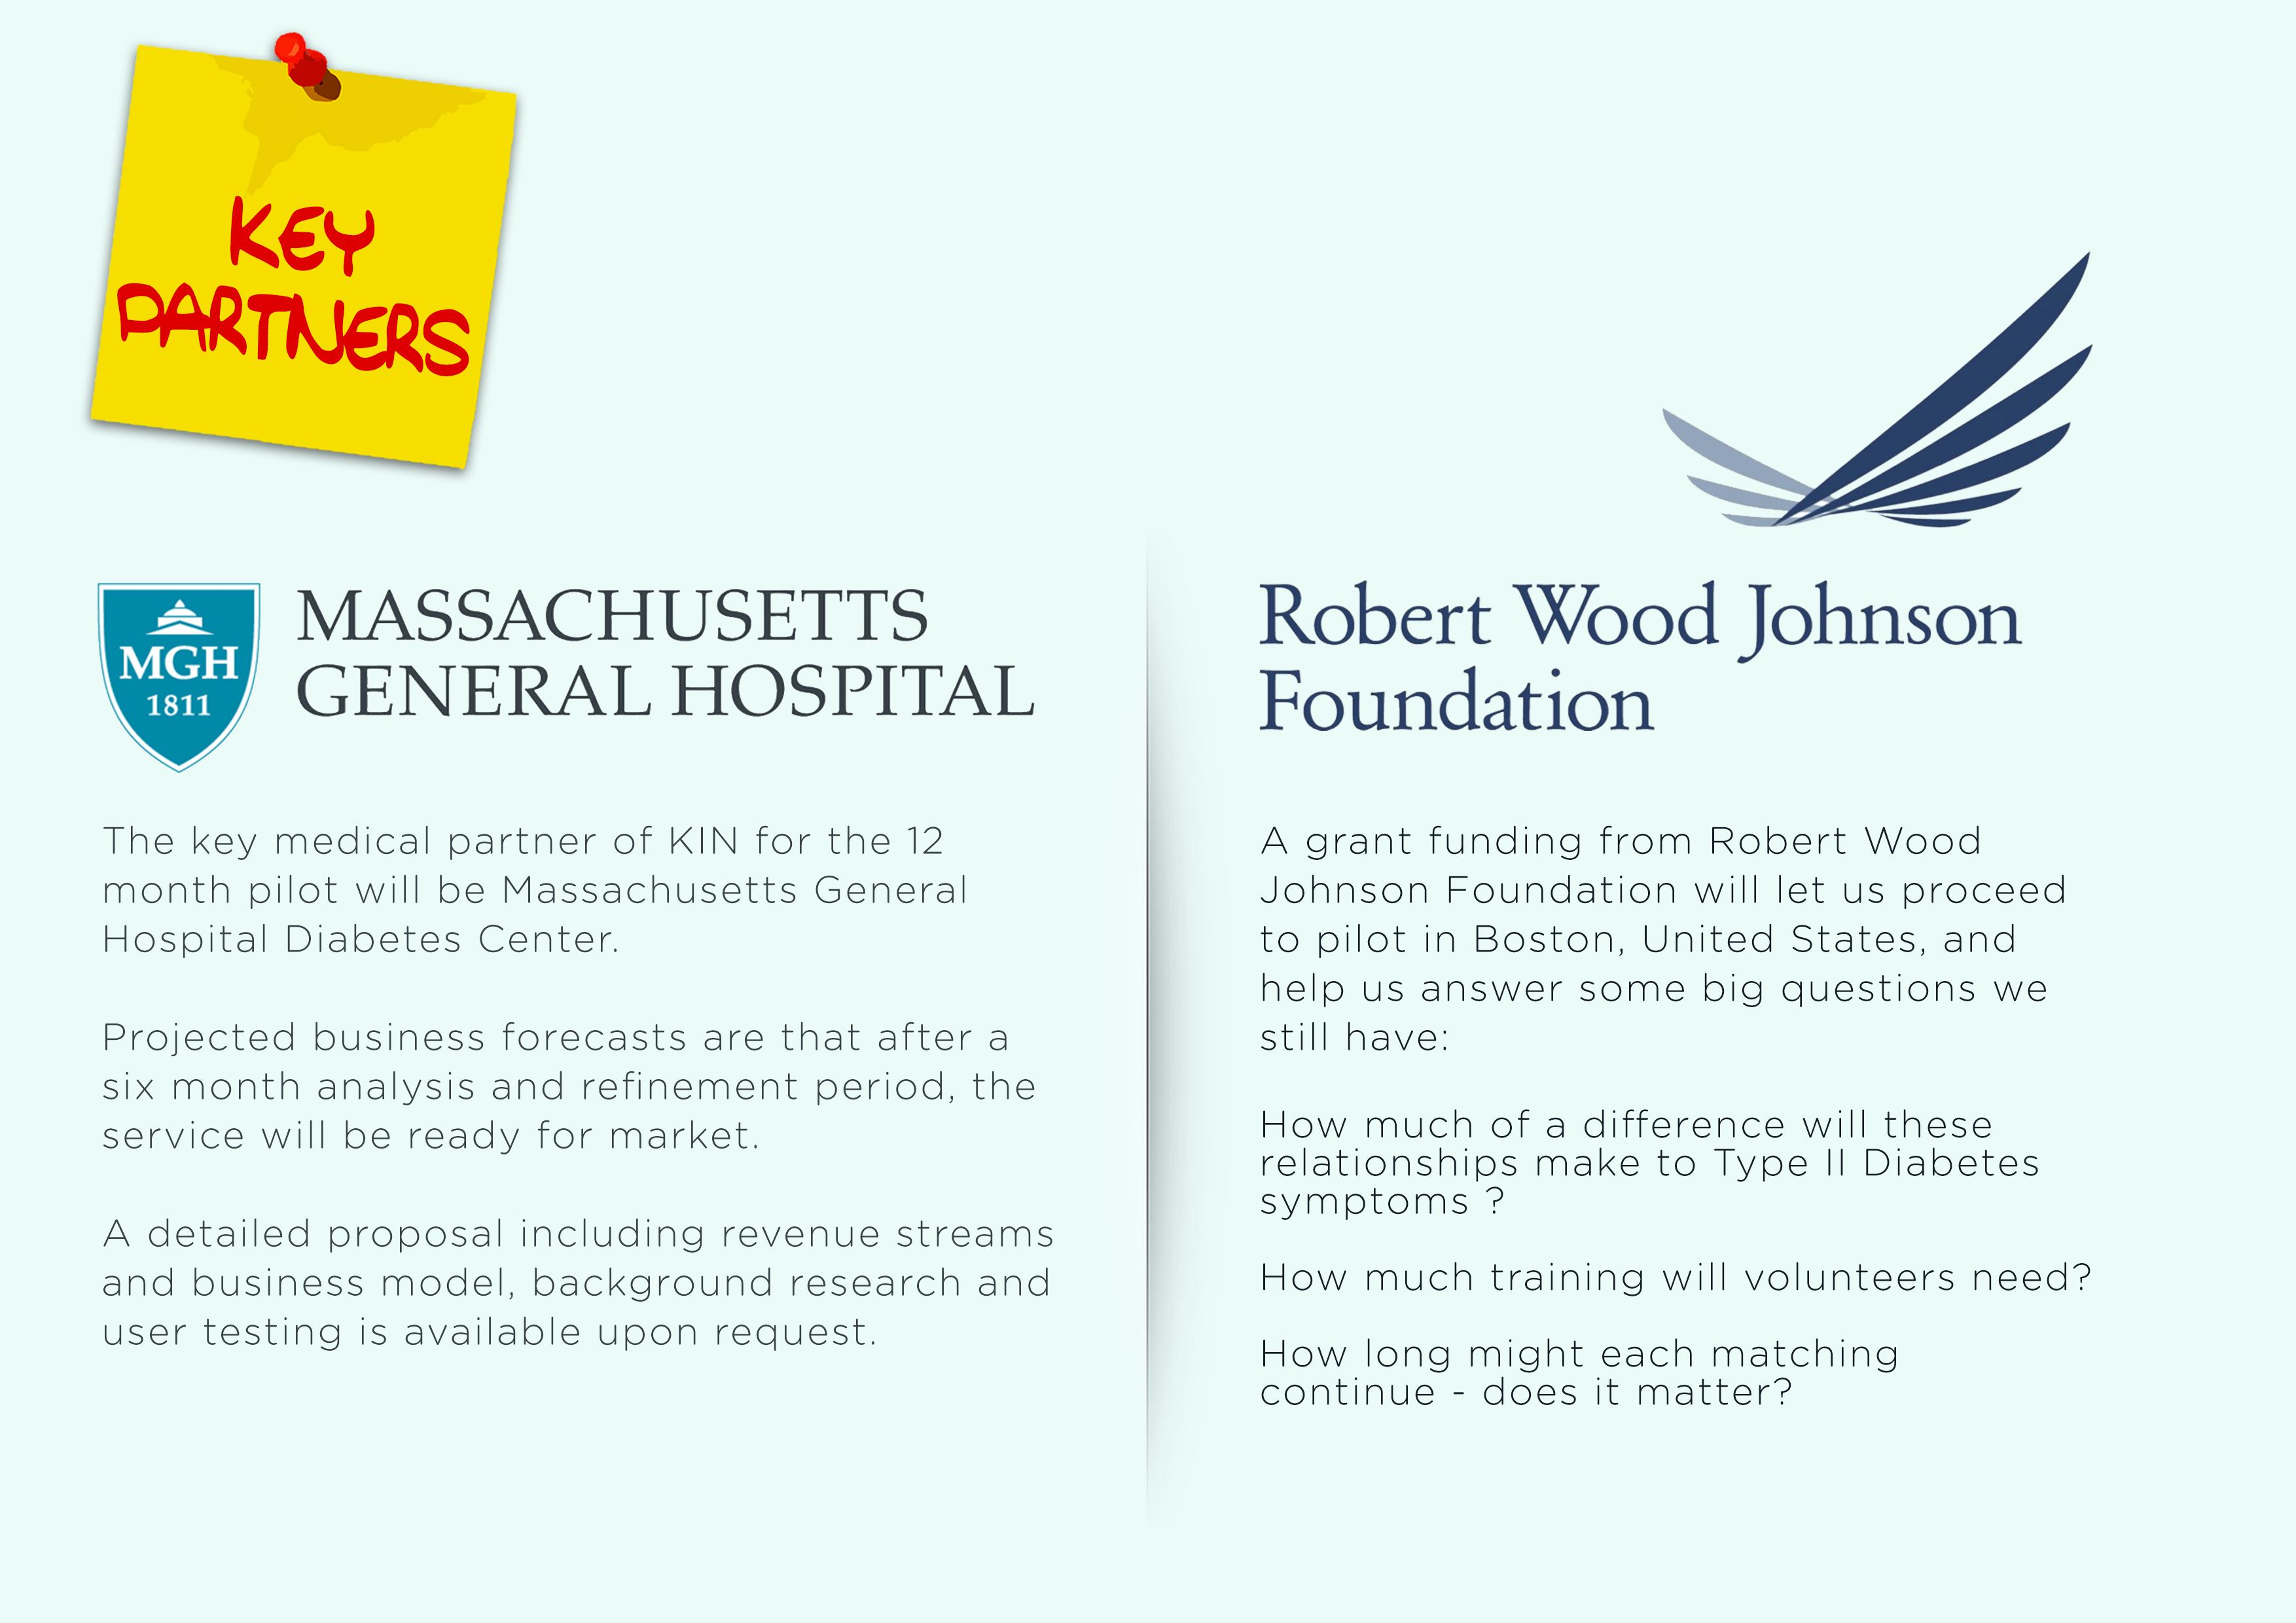 KEY
PARTNERS
MGH
1811
MASSACHUSETTS
GENERAL HOSPITAL
The key medical partner of KIN for the 12
month pilot will be Massachusetts General
Hospital Diabetes Center.
Projected business forecasts are that after a
six month analysis and refinement period, the
service will be ready for market.
A detailed proposal including revenue streams
and business model, background research and
user testing is available upon request.
Robert Wood Johnson
Foundation
A grant funding from Robert Wood
Johnson Foundation will let us proceed
to pilot in Boston, United States, and
help us answer some big questions we
still have:
How much of a difference will these
relationships make to Type II Diabetes
symptoms ?
How much training will volunteers need?
How long might each matching
continue - does it matter?